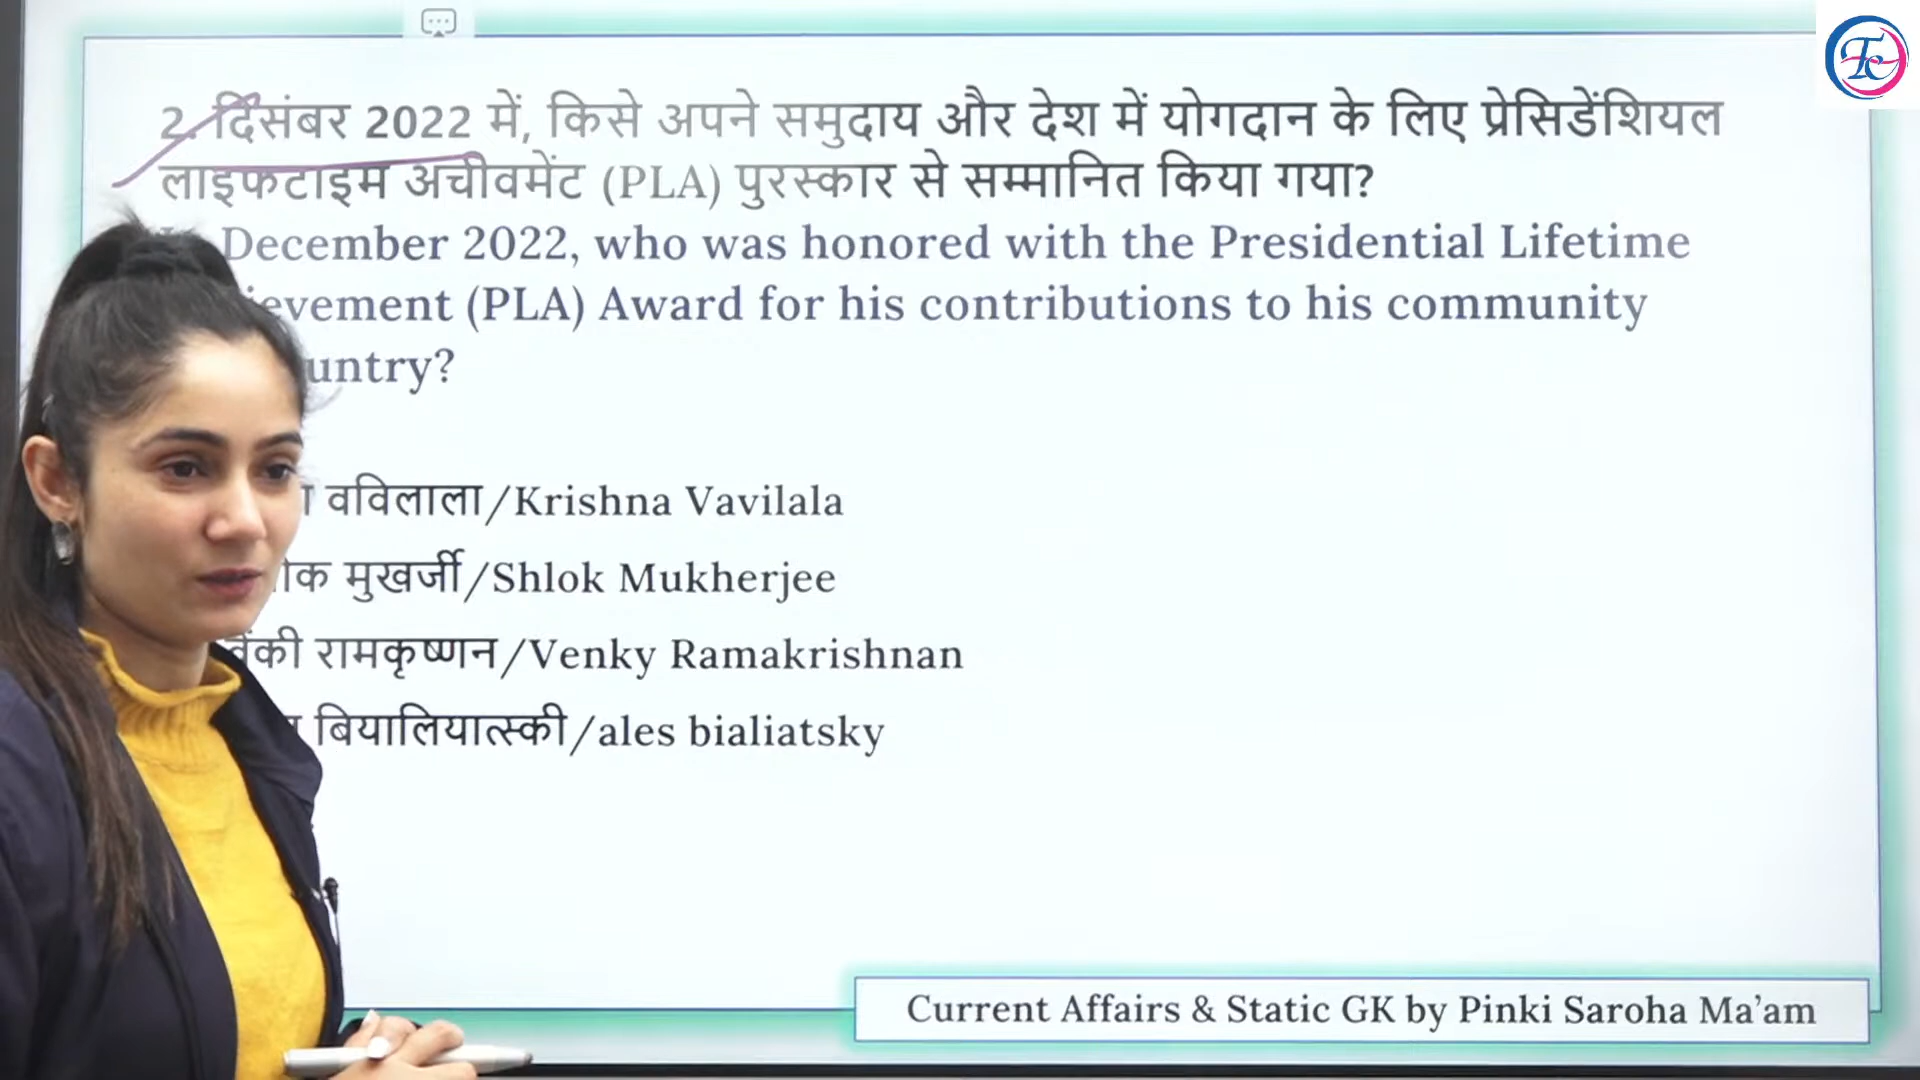 2. दिसंबर 2022 में, किसे अपने समुदाय और देश में योगदान के लिए प्रेसिडेंशियल
लाइफटाइम अचीवमेंट (PLA) पुरस्कार से सम्मानित किया गया?
December 2022, who was honored with the Presidential Lifetime
(PLA) Award for his contributions to his community
वविलाला/Krishna Vavilala
मुखर्जी/Shlok Mukherjee
वेंकी रामकृष्णन/Venky Ramakrishnan
बियालियात्स्की/ales bialiatsky
Current Affairs & Static GK by Pinki Saroha Ma'am